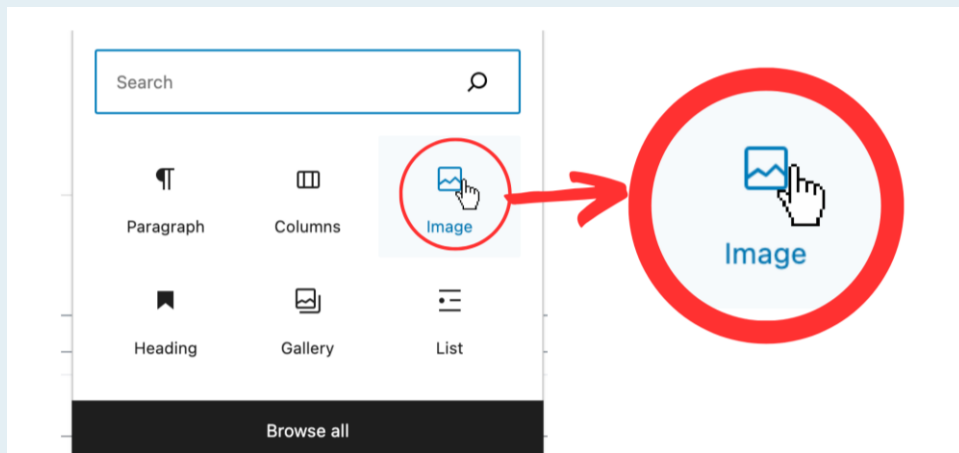 Search
Paragraph Columns Image
Image
Heading Gallery List
Browse all